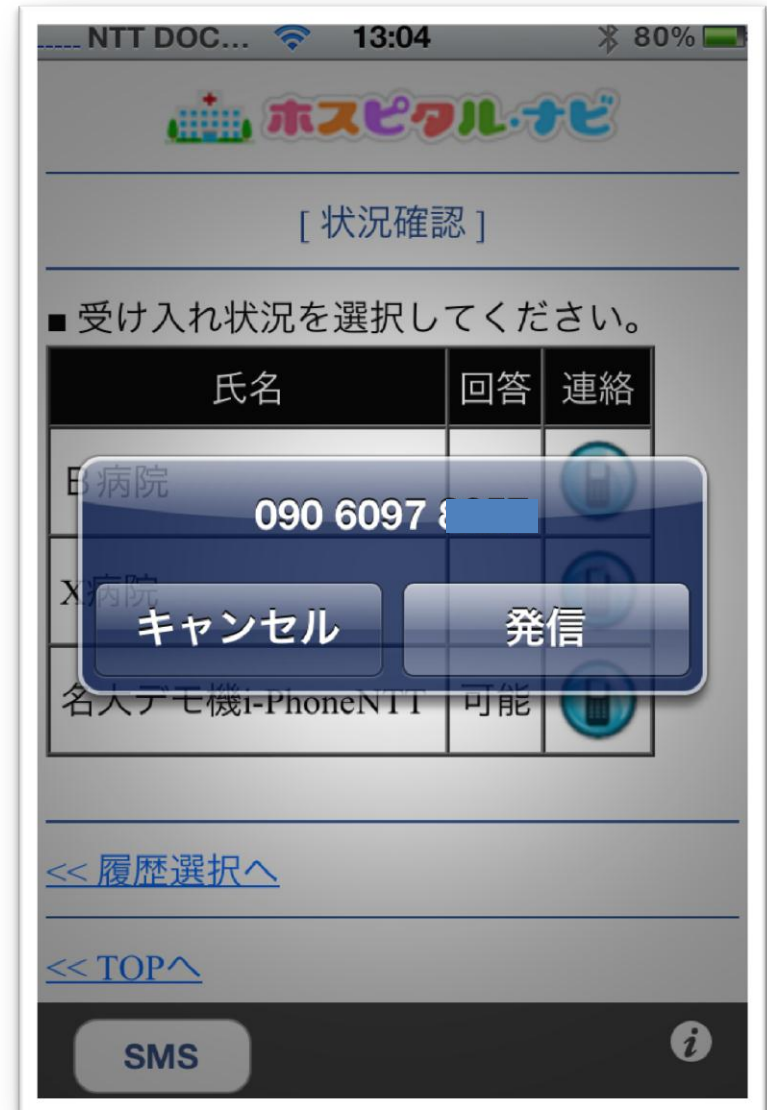 NTT DOC... 13:04 80%
ホスピタル・ナビ
[ 状況確認 ]
■ 受け入れ状況を選択してください。
氏名 回答 連絡
B病院
090 6097
X病院
キャンセル 発信
名大デモ機i-PhoneNTT 可能
<< 履歴選択へ
<< TOPへ
SMS
i